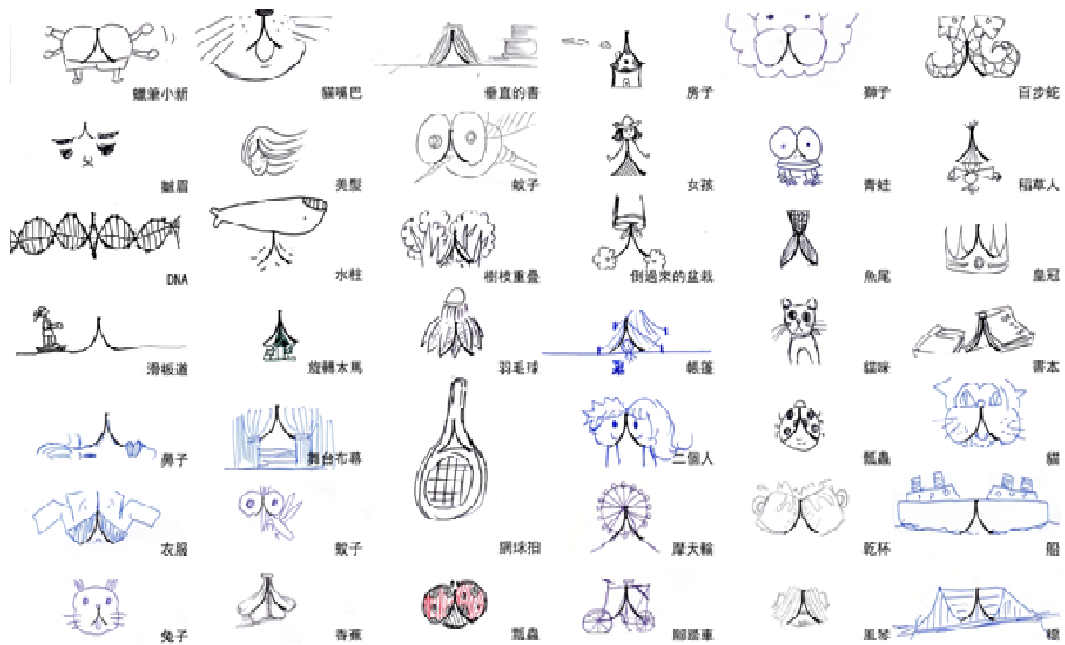 蠟筆小新
貓嘴巴
垂直的書
房子
獅子
百步蛇
皺眉
美髮
蚊子
女孩
青蛙
稻草人
DNA
水柱
樹枝重疊
倒過來的盆栽
魚尾
皇冠
滑板道
旋轉木馬
羽毛球
帳篷
貓咪
書本
鼻子
舞台布幕
二個人
瓢蟲
貓
衣服
蚊子
網球拍
摩天輪
乾杯
船
兔子
香蕉
瓢蟲
腳踏車
風琴
橋